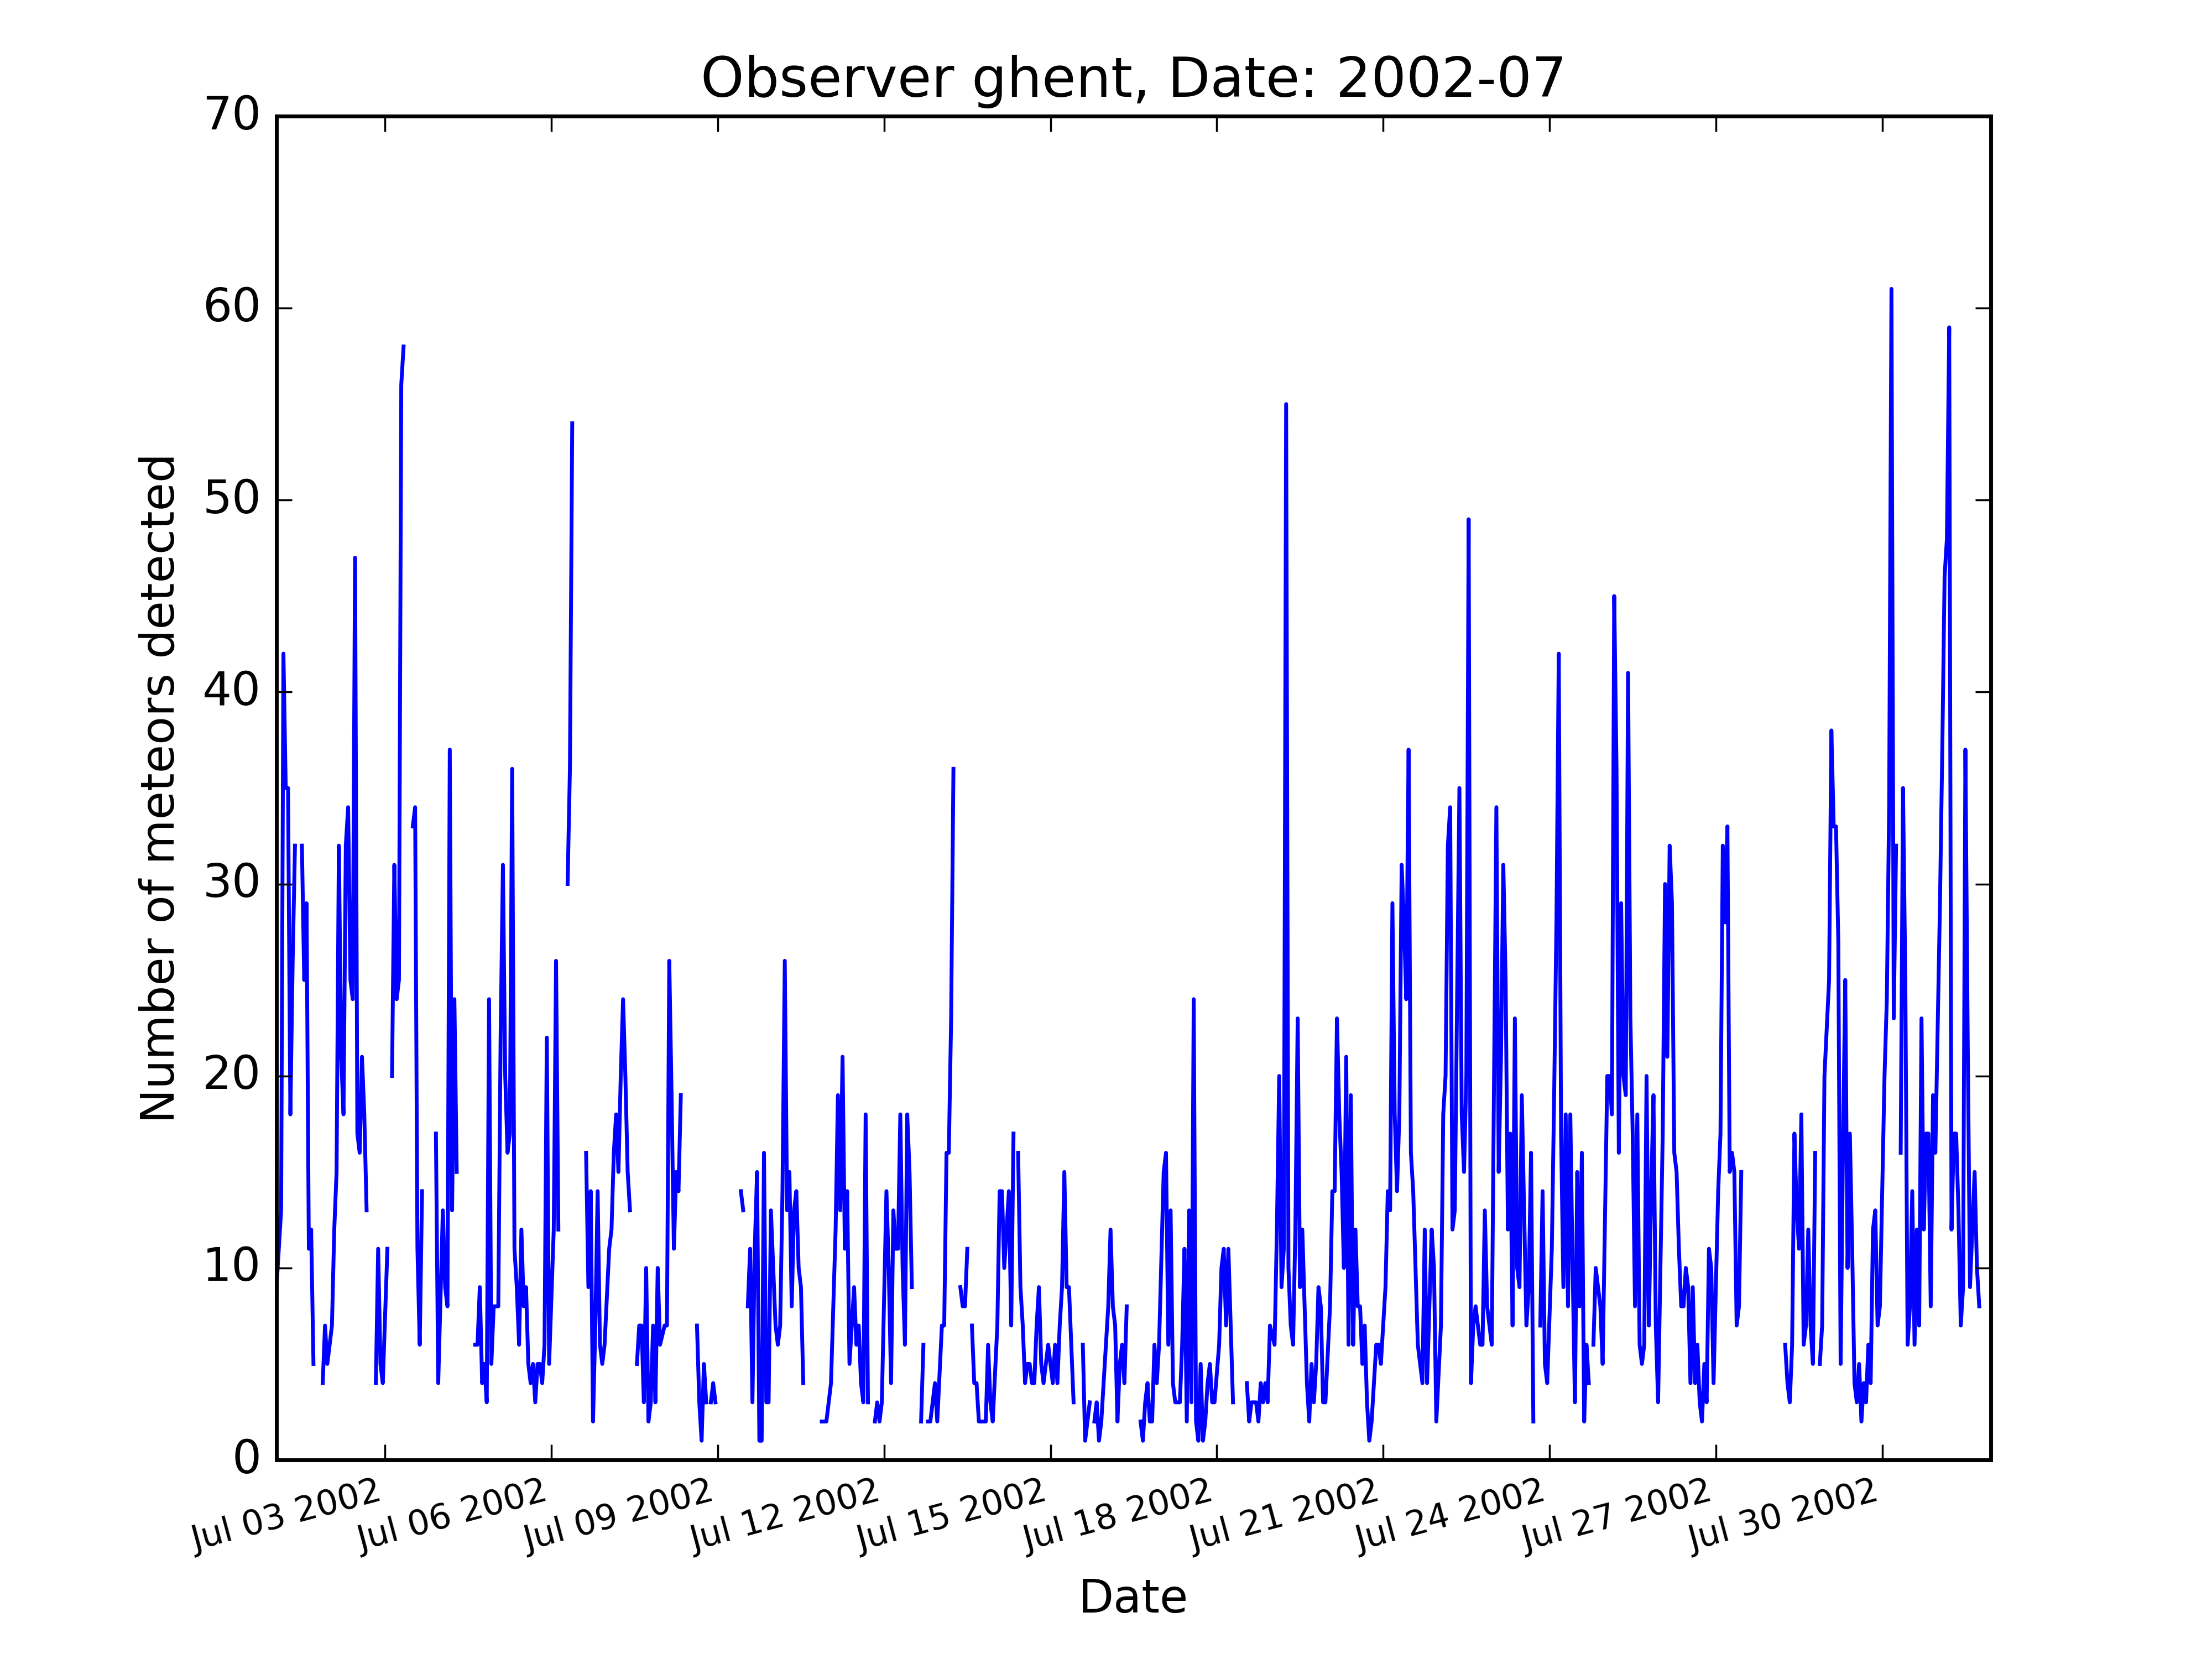 Observer ghent, Date: 2002-07
70
60
50
40
30
20
10
0
Number of meteors detected
Jul 03 2002
Jul 06 2002
Jul 09 2002
Jul 12 2002
Jul 15 2002
Jul 18 2002
Jul 21 2002
Jul 24 2002
Jul 27 2002
Jul 30 2002
Date